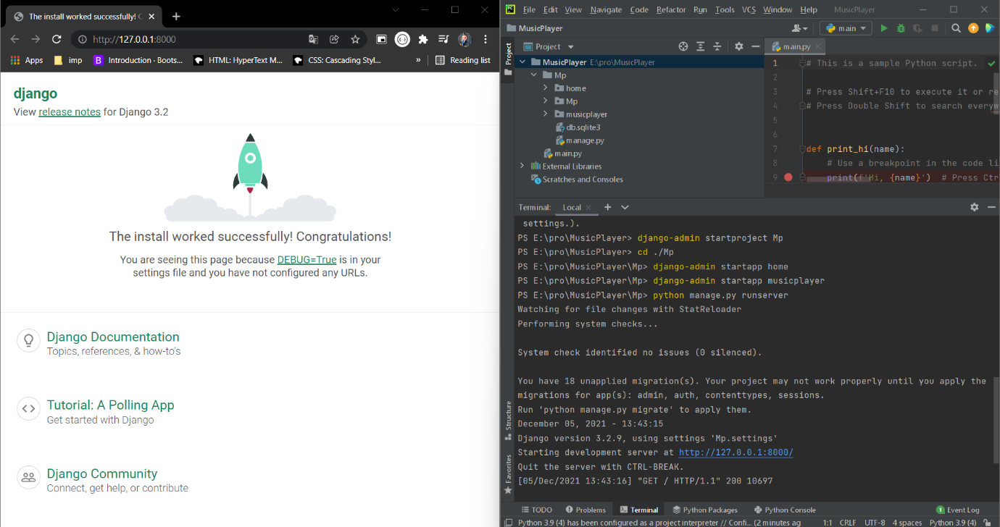 The install worked successfully! C
http://127.0.0.1:8000
Apps
imp
B Introduction · Boots...
HTML: HyperText M...
CSS: Cascading Styl...
»
Reading list
django
View release notes for Django 3.2
The install worked successfully! Congratulations!
You are seeing this page because DEBUG=True is in your
settings file and you have not configured any URLs.
Django Documentation
Topics, references, & how-to's
Tutorial: A Polling App
Get started with Django
Django Community
Connect, get help, or contribute
PC File Edit View Navigate Code Refactor Run Tools VCS Window Help MusicPlayer
MusicPlayer
main
Project
Project
main.py
MusicPlayer E:\pro\MusicPlayer
Mp
home
Mp
musicplayer
db.sqlite3
manage.py
main.py
External Libraries
Scratches and Consoles
1 # This is a sample Python script.
2
3 # Press Shift+F10 to execute it or re
4 # Press Double Shift to search everyw
5
6
7 def print_hi(name):
8 # Use a breakpoint in the code li
9 print(f'Hi, {name}') # Press Ctr
Terminal: Local
settings.).
PS E:\pro\MusicPlayer> django-admin startproject Mp
PS E:\pro\MusicPlayer> cd ./Mp
PS E:\pro\MusicPlayer\Mp> django-admin startapp home
PS E:\pro\MusicPlayer\Mp> django-admin startapp musicplayer
PS E:\pro\MusicPlayer\Mp> python manage.py runserver
Watching for file changes with StatReloader
Performing system checks...
System check identified no issues (0 silenced).
You have 18 unapplied migration(s). Your project may not work properly until you apply the
migrations for app(s): admin, auth, contenttypes, sessions.
Run 'python manage.py migrate' to apply them.
December 05, 2021 - 13:43:15
Django version 3.2.9, using settings 'Mp.settings'
Starting development server at http://127.0.0.1:8000/
Quit the server with CTRL-BREAK.
[05/Dec/2021 13:43:16] "GET / HTTP/1.1" 200 10697
Structure
Favorites
TODO
Problems
Terminal
Python Packages
Python Console
1 Event Log
Python 3.9 (4) has been configured as a project interpreter // Confi... (2 minutes ag
1:1 CRLF UTF-8 4 spaces Python 3.9 (4)